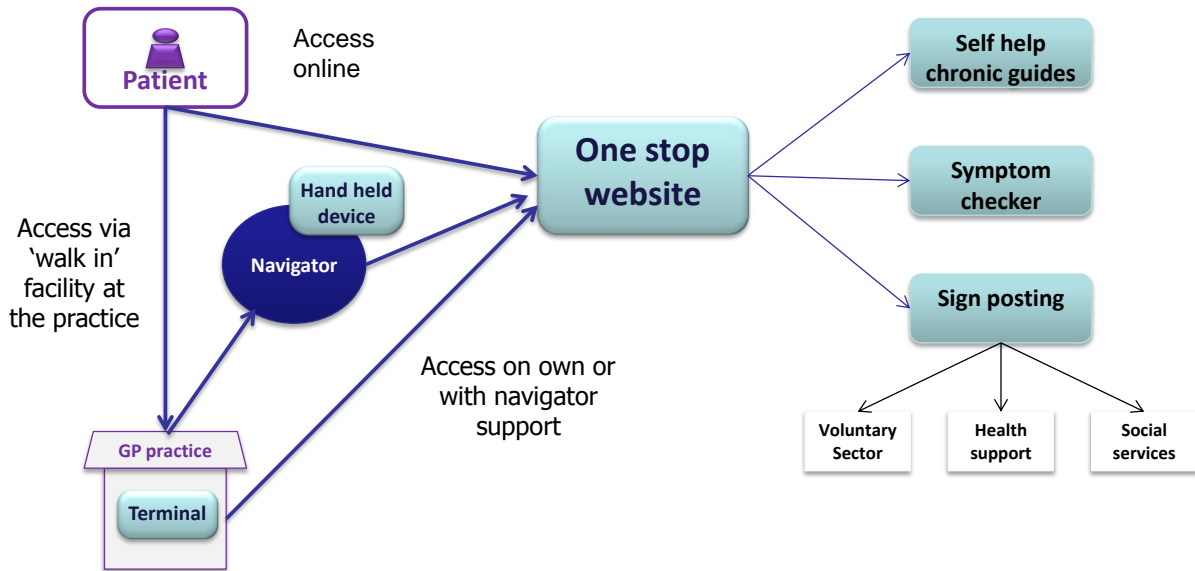 Patient
Access
online
Self help
chronic guides
One stop
website
Symptom
checker
Hand held
device
Navigator
Access via
‘walk in’
facility at
the practice
Sign posting
Access on own or
with navigator
support
Voluntary
Sector
Health
support
Social
services
GP practice
Terminal